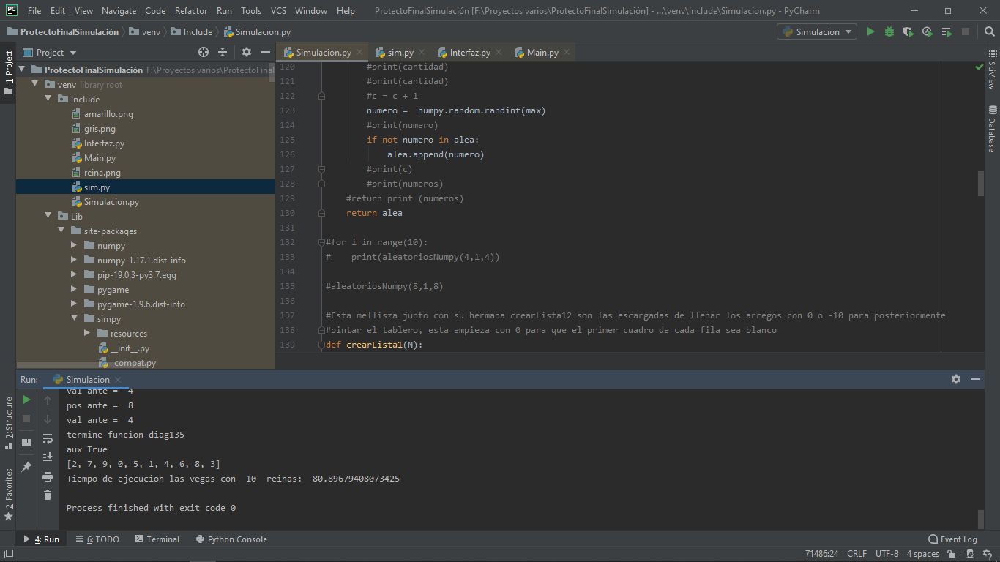 PC File Edit View Navigate Code Refactor Run Tools VCS Window Help ProtectoFinalSimulación [F:\Proyectos varios\ProtectoFinalSimulación] - ...\venv\Include\Simulacion.py - PyCharm
ProtectoFinalSimulación venv Include Simulacion.py Simulacion
Project Simulacion.py sim.py Interfaz.py Main.py
1: Project
ProtectoFinalSimulación F:\Proyectos varios\ProtectoFinal
venv library root
Include
amarillo.png
gris.png
Interfaz.py
Main.py
reina.png
sim.py
Simulacion.py
Lib
site-packages
numpy
numpy-1.17.1.dist-info
pip-19.0.3-py3.7.egg
pygame
pygame-1.9.6.dist-info
simpy
resources
__init__.py
_compat.py
120 #print(cantidad)
121 #print(cantidad)
122 #c = c + 1
123 numero =  numpy.random.randint(max)
124 #print(numero)
125 if not numero in alea:
126 alea.append(numero)
127 #print(c)
128 #print(numeros)
129 #return print (numeros)
130 return alea
131
132 #for i in range(10):
133 #    print(aleatoriosNumpy(4,1,4))
134
135 #aleatoriosNumpy(8,1,8)
136
137 #Esta mellisza junto con su hermana crearLista12 son las escargadas de llenar los arregos con 0 o -10 para posteriormente
138 #pintar el tablero, esta empieza con 0 para que el primer cuadro de cada fila sea blanco
139 def crearLista1(N):
SciView
Database
Run: Simulacion
val ante =  4
pos ante =  8
val ante =  4
termine funcion diag135
aux True
[2, 7, 9, 0, 5, 1, 4, 6, 8, 3]
Tiempo de ejecucion las vegas con  10  reinas:  80.89679408073425
Process finished with exit code 0
7: Structure
2: Favorites
4: Run 6: TODO Terminal Python Console Event Log
71486:24 CRLF UTF-8 4 spaces